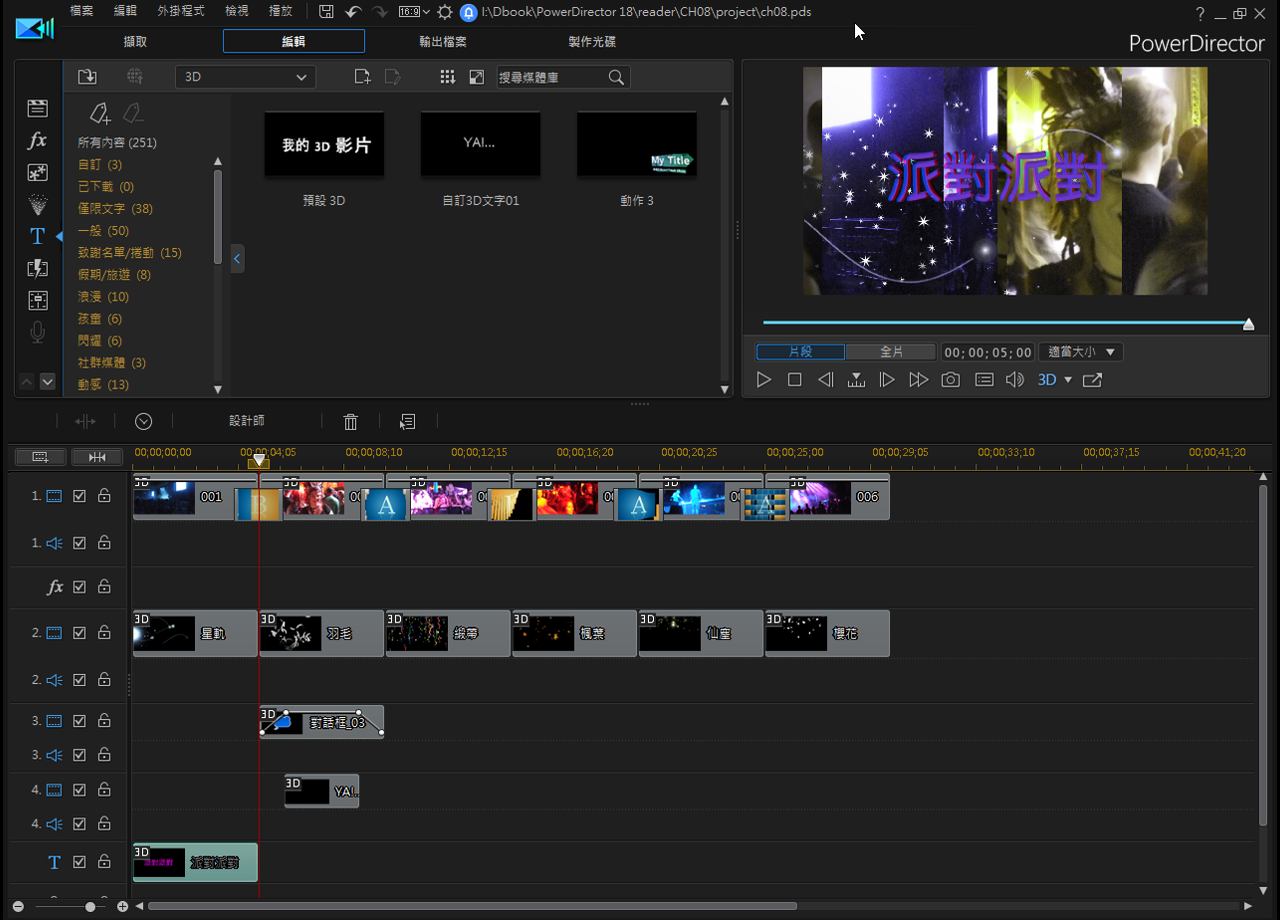 檔案 編輯 外掛程式 檢視 播放 16:9 I:\Dbook\PowerDirector 18\reader\CH08\project\ch08.pds ?
擷取 編輯 輸出檔案 製作光碟 PowerDirector
3D 搜尋媒體庫
所有內容 (251)
自訂 (3)
已下載 (0)
僅限文字 (38)
一般 (50)
致謝名單/捲動 (15)
假期/旅遊 (8)
浪漫 (10)
孩童 (6)
閃耀 (6)
社群媒體 (3)
動感 (13)
fx
T
我的 3D 影片
YA!...
My Title
預設 3D 自訂3D文字01 動作 3
派對派對
片段 全片 00;00;05;00 適當大小
3D
設計師
00;00;00;00 00;00;04;05 00;00;08;10 00;00;12;15 00;00;16;20 00;00;20;25 00;00;25;00 00;00;29;05 00;00;33;10 00;00;37;15 00;00;41;20
1. 3D 001 B 3D A 3D 3D A 3D A 3D 006
1.
fx
2. 3D 星軌 3D 羽毛 3D 緞帶 3D 楓葉 3D 仙塵 3D 櫻花
2.
3. 3D 對話框_03
3.
4. 3D YA!..
4.
T 3D 派對派對 派對派對